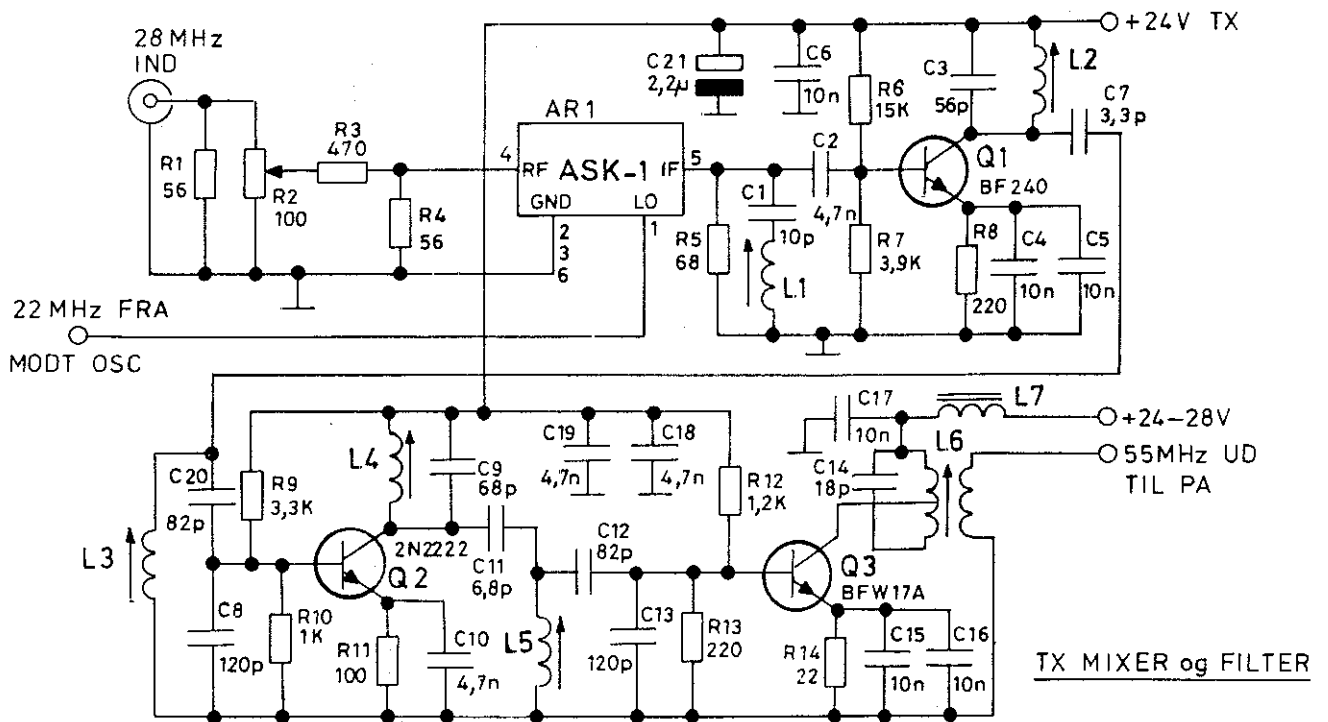 28 MHz
IND
R1
56
R2
100
R3
470
R4
56
AR1
4
RF
ASK-1
IF
5
GND
LO
2
3
6
1
22 MHz FRA
MODT OSC
C21
2,2µ
C6
10n
R6
15K
C3
56p
L2
+24V TX
C7
3,3p
C2
4,7n
Q1
BF 240
C1
10p
R5
68
L1
R7
3,9K
R8
220
C4
10n
C5
10n
L3
C20
82p
R9
3,3K
L4
C9
68p
C19
4,7n
C18
4,7n
R12
1,2K
C17
10n
L7
+24-28V
L6
C14
18p
55MHz UD
TIL PA
2N2222
Q2
C11
6,8p
C12
82p
Q3
BFW17A
C8
120p
R10
1K
R11
100
C10
4,7n
L5
C13
120p
R13
220
R14
22
C15
10n
C16
10n
TX MIXER og FILTER